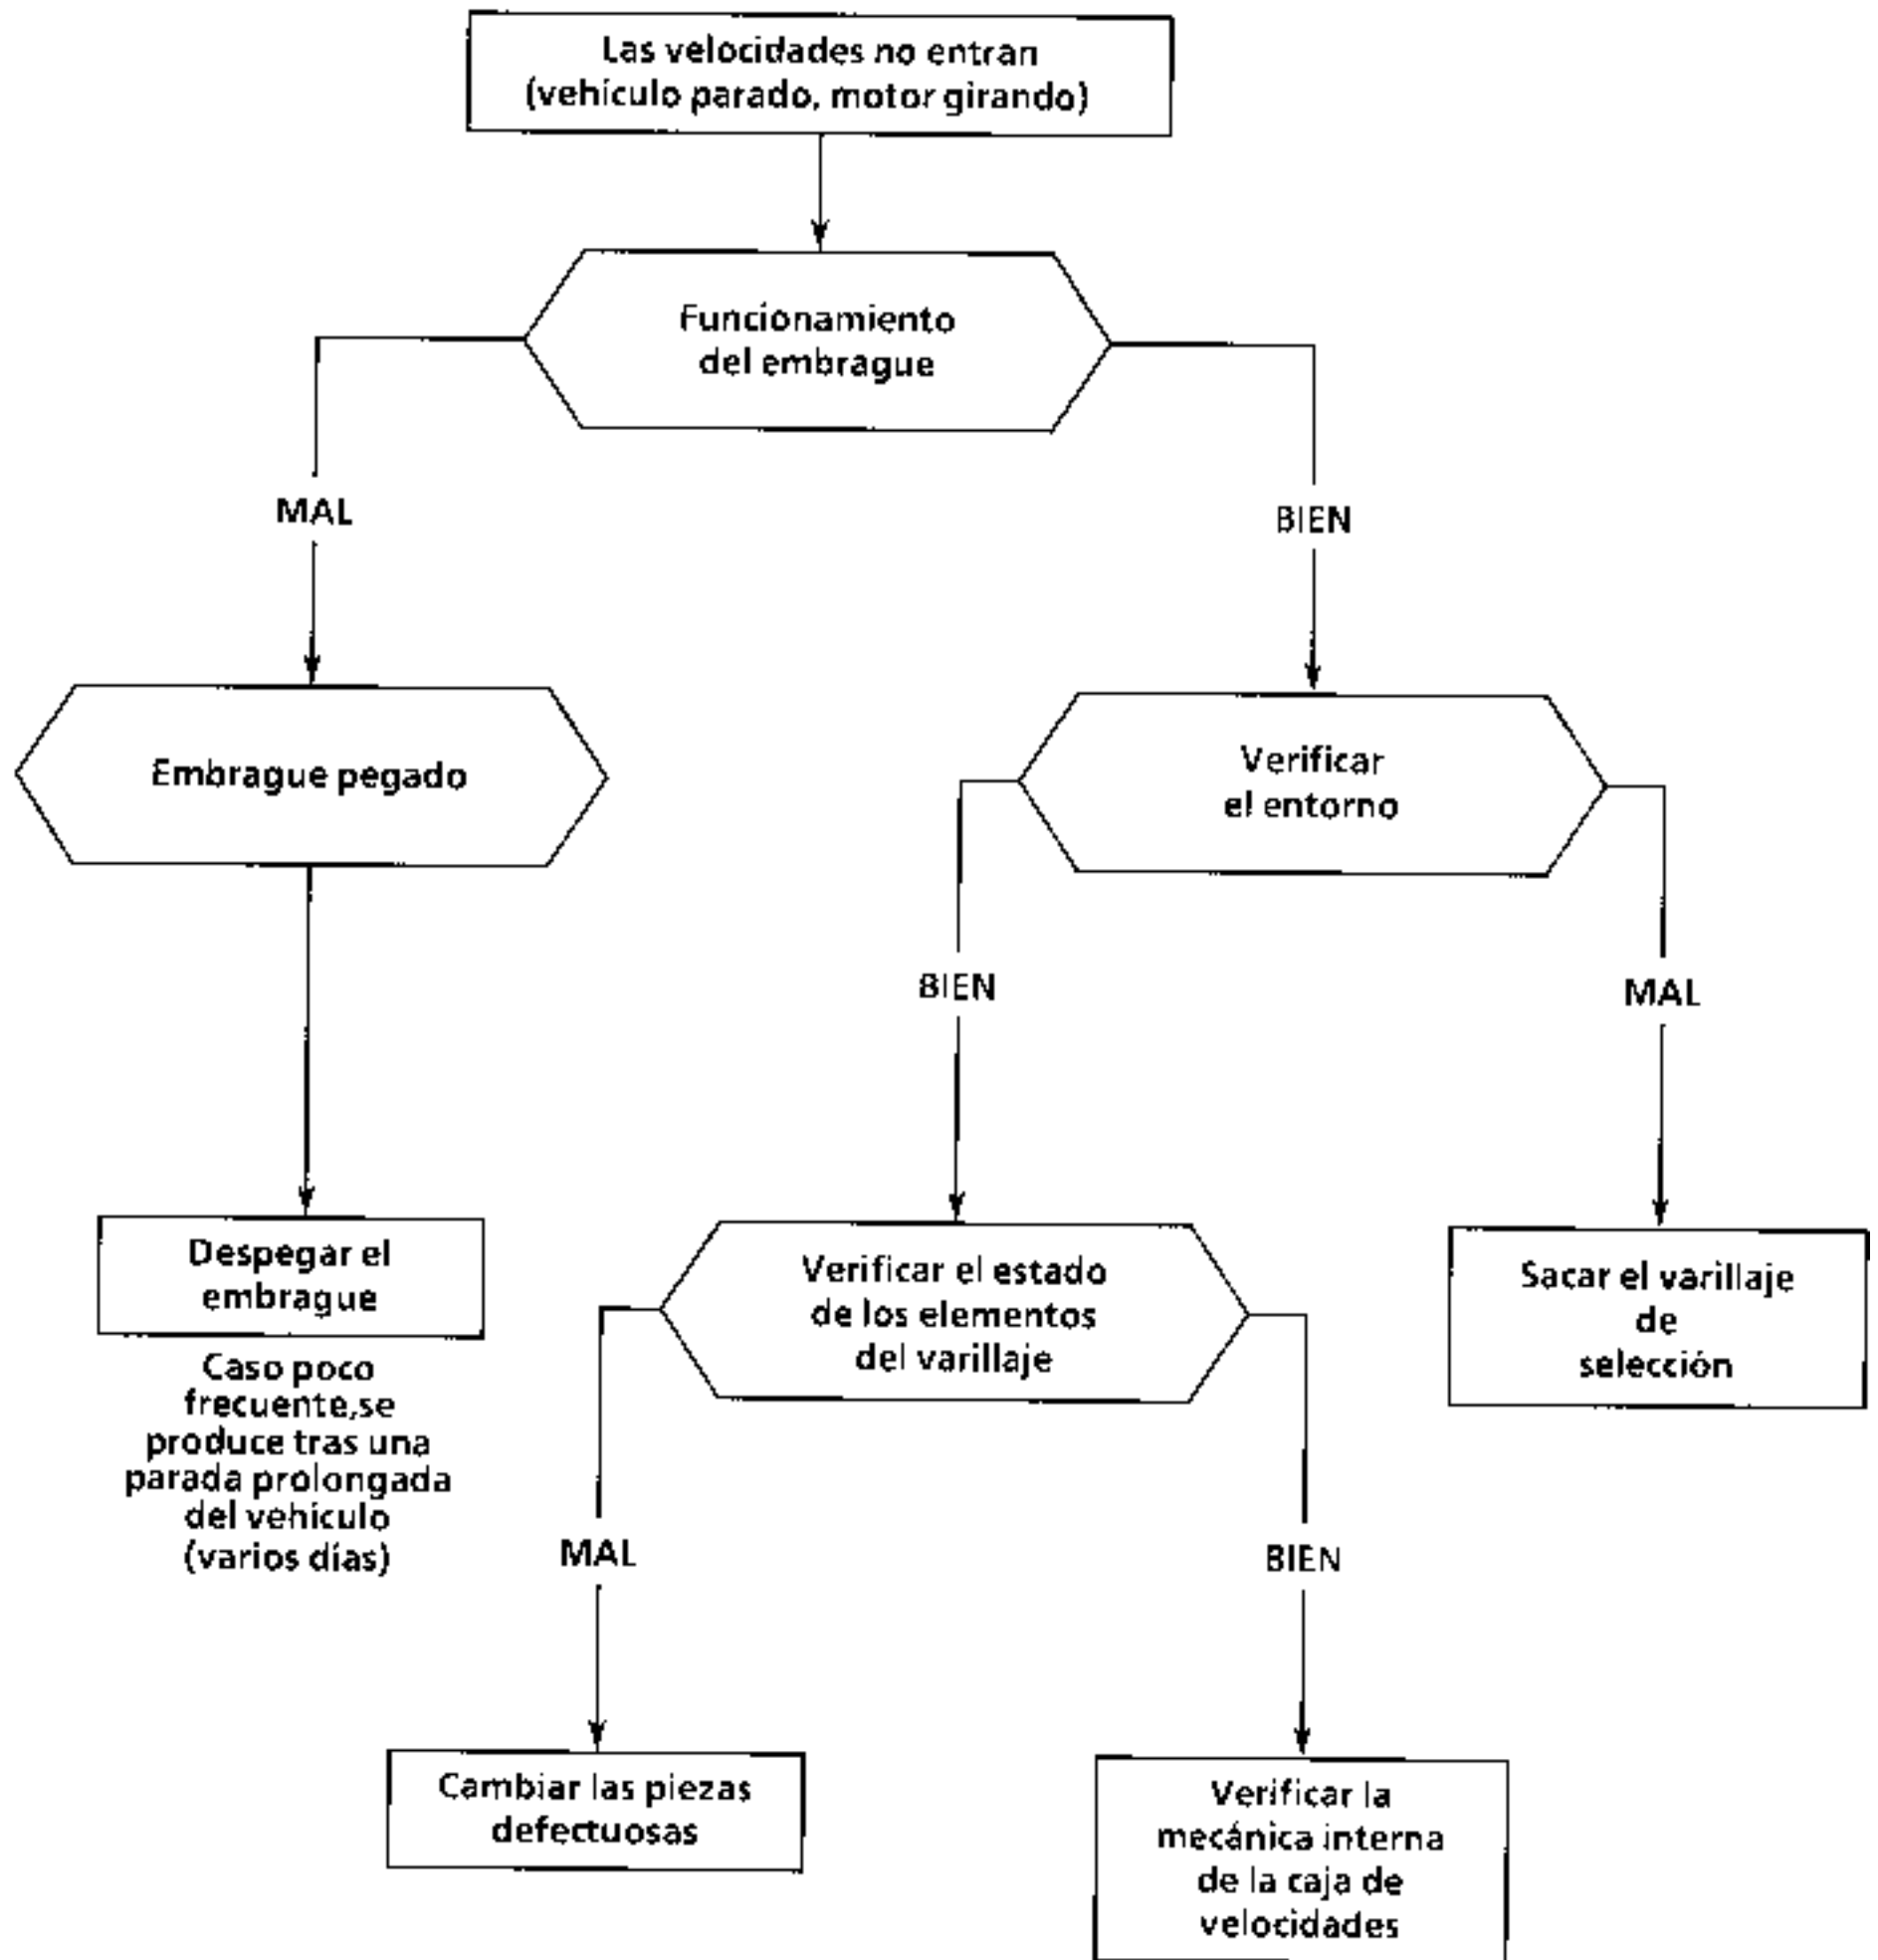 Las velocidades no entran
(vehículo parado, motor girando)
Funcionamiento
del embrague
MAL
BIEN
Embrague pegado
Verificar
el entorno
BIEN
MAL
Despegar el
embrague
Caso poco
frecuente,se
produce tras una
parada prolongada
del vehículo
(varios días)
Verificar el estado
de los elementos
del varillaje
Sacar el varillaje
de
selección
MAL
BIEN
Cambiar las piezas
defectuosas
Verificar la
mecánica interna
de la caja de
velocidades